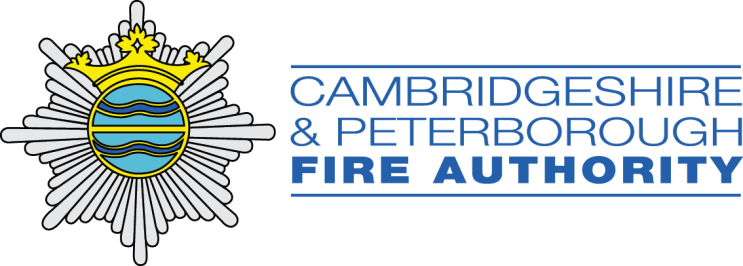 CAMBRIDGESHIRE
& PETERBOROUGH
FIRE AUTHORITY